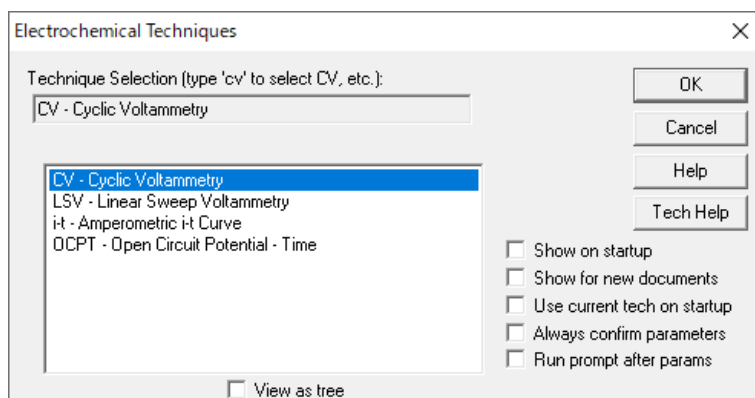 Electrochemical Techniques
Technique Selection (type 'cv' to select CV, etc.):
CV - Cyclic Voltammetry
CV - Cyclic Voltammetry
LSV - Linear Sweep Voltammetry
i-t - Amperometric i-t Curve
OCPT - Open Circuit Potential - Time
View as tree
OK
Cancel
Help
Tech Help
Show on startup
Show for new documents
Use current tech on startup
Always confirm parameters
Run prompt after params